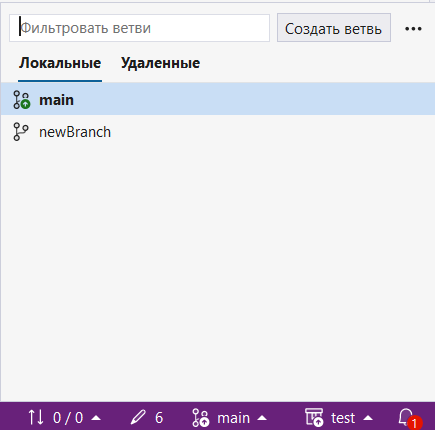 Фильтровать ветви
Создать ветвь
Локальные Удаленные
main
newBranch
0 / 0 6 main test 1